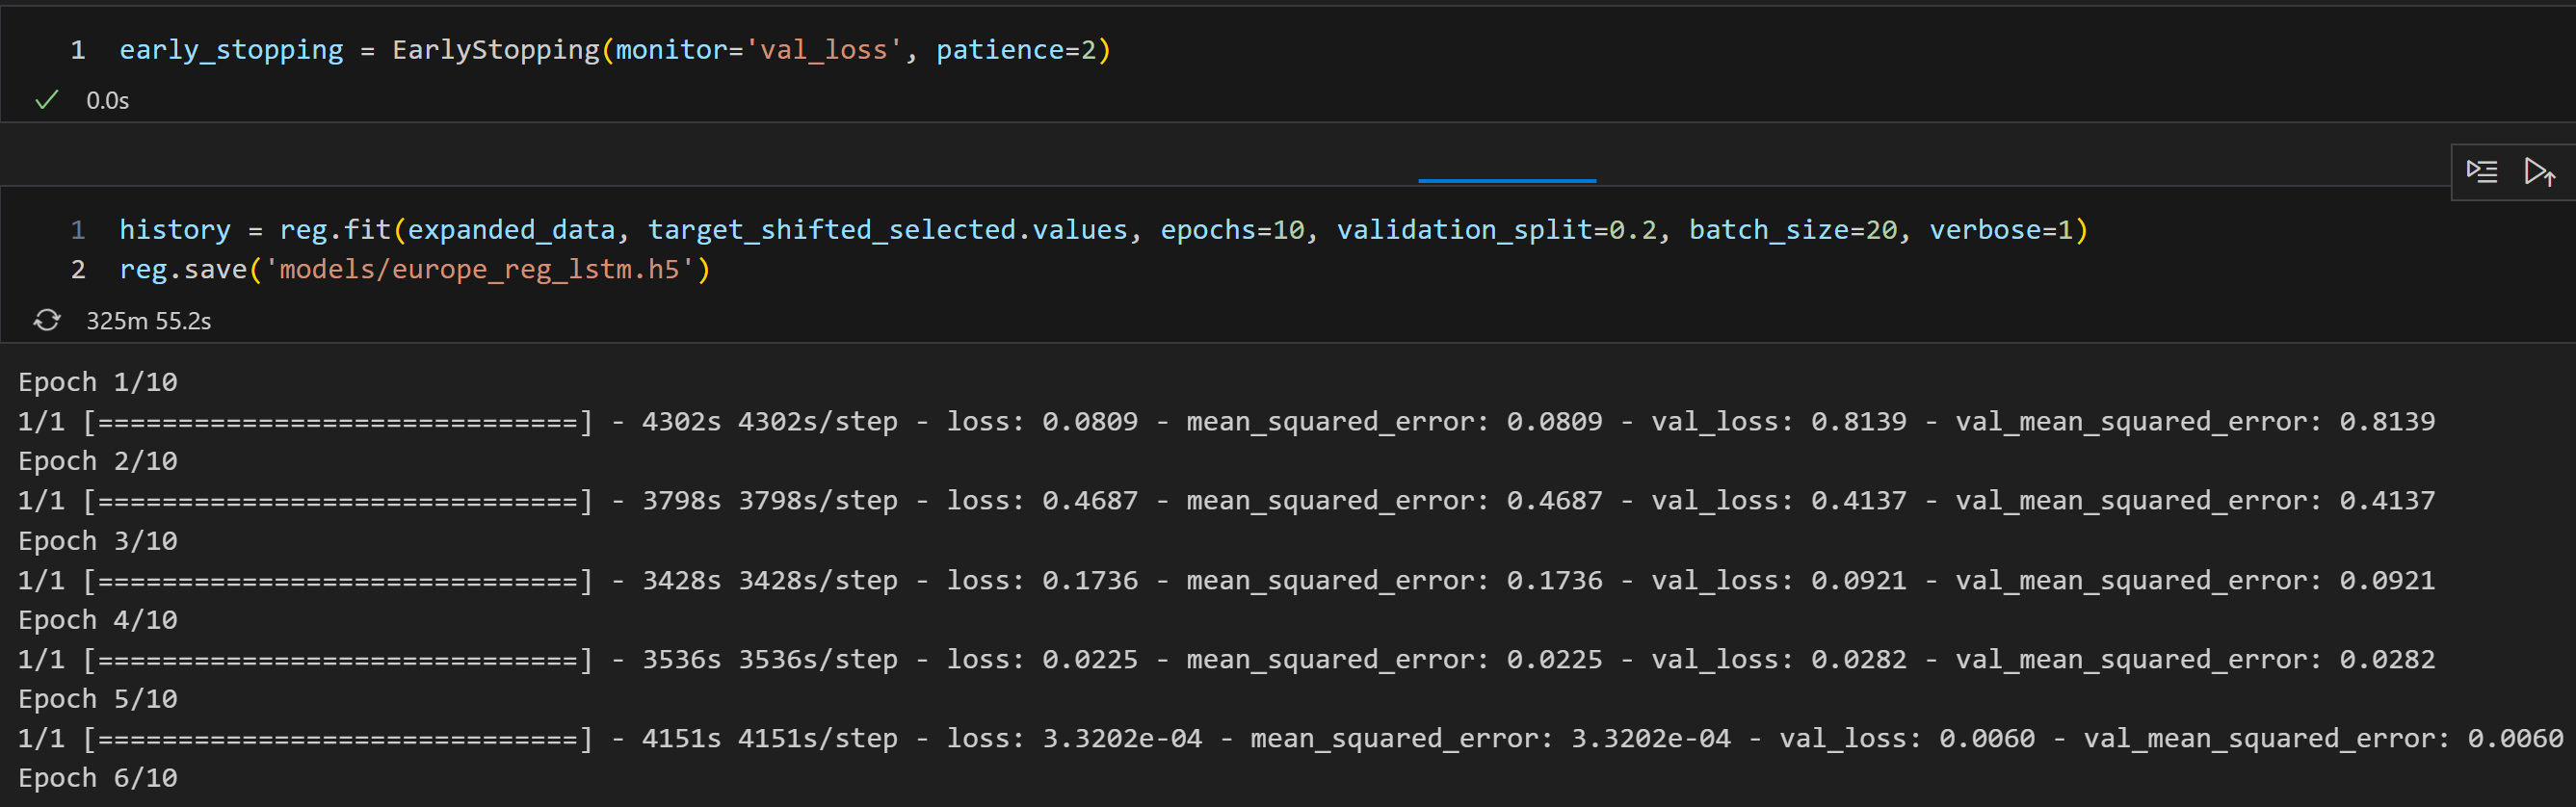 1 early_stopping = EarlyStopping(monitor='val_loss', patience=2)
0.0s
1 history = reg.fit(expanded_data, target_shifted_selected.values, epochs=10, validation_split=0.2, batch_size=20, verbose=1)
2 reg.save('models/europe_reg_lstm.h5')
325m 55.2s
Epoch 1/10
1/1 [==============================] - 4302s 4302s/step - loss: 0.0809 - mean_squared_error: 0.0809 - val_loss: 0.8139 - val_mean_squared_error: 0.8139
Epoch 2/10
1/1 [==============================] - 3798s 3798s/step - loss: 0.4687 - mean_squared_error: 0.4687 - val_loss: 0.4137 - val_mean_squared_error: 0.4137
Epoch 3/10
1/1 [==============================] - 3428s 3428s/step - loss: 0.1736 - mean_squared_error: 0.1736 - val_loss: 0.0921 - val_mean_squared_error: 0.0921
Epoch 4/10
1/1 [==============================] - 3536s 3536s/step - loss: 0.0225 - mean_squared_error: 0.0225 - val_loss: 0.0282 - val_mean_squared_error: 0.0282
Epoch 5/10
1/1 [==============================] - 4151s 4151s/step - loss: 3.3202e-04 - mean_squared_error: 3.3202e-04 - val_loss: 0.0060 - val_mean_squared_error: 0.0060
Epoch 6/10